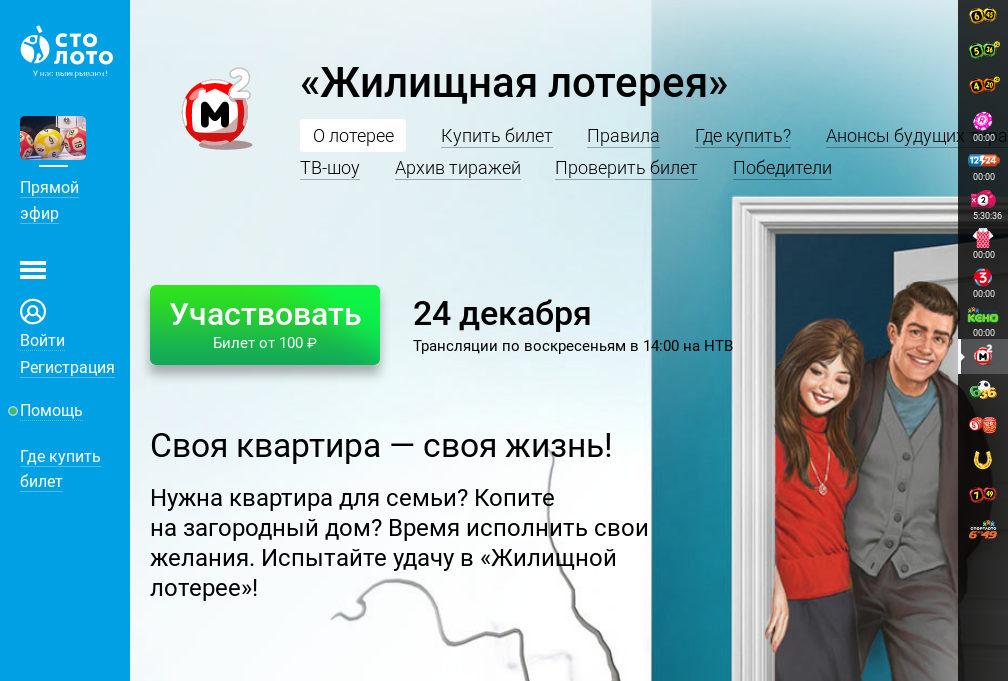 СТО
ЛОТО
У нас выигрывают!
Прямой
эфир
Войти
Регистрация
Помощь
Где купить
билет
«Жилищная лотерея»
О лотерее Купить билет Правила Где купить? Анонсы будущих
ТВ-шоу Архив тиражей Проверить билет Победители
Участвовать
Билет от 100 ₽
24 декабря
Трансляции по воскресеньям в 14:00 на НТВ
Своя квартира — своя жизнь!
Нужна квартира для семьи? Копите
на загородный дом? Время исполнить свои
желания. Испытайте удачу в «Жилищной
лотерее»!
М 2
6 45
5 36
4 20
00:00
12 24
00:00
×2
5:30:36
00:00
3
00:00
КЕНО
00:00
М 2
6 36
7 49
СПОРТЛОТО
6 49